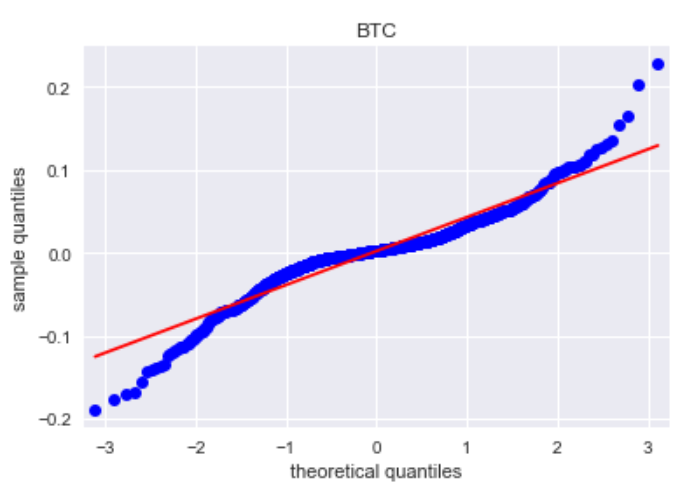 BTC
0.2
0.1
0.0
−0.1
−0.2
sample quantiles
−3 −2 −1 0 1 2 3
theoretical quantiles